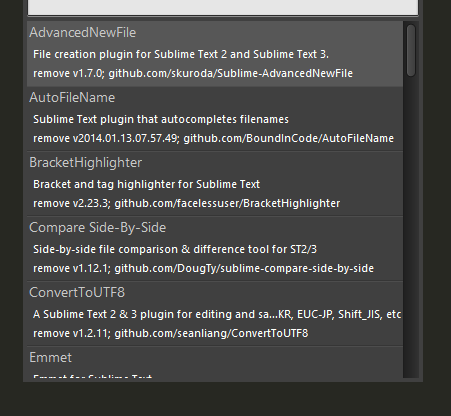 AdvancedNewFile
File creation plugin for Sublime Text 2 and Sublime Text 3.
remove v1.7.0; github.com/skuroda/Sublime-AdvancedNewFile
AutoFileName
Sublime Text plugin that autocompletes filenames
remove v2014.01.13.07.57.49; github.com/BoundInCode/AutoFileName
BracketHighlighter
Bracket and tag highlighter for Sublime Text
remove v2.23.3; github.com/facelessuser/BracketHighlighter
Compare Side-By-Side
Side-by-side file comparison & difference tool for ST2/3
remove v1.12.1; github.com/DougTy/sublime-compare-side-by-side
ConvertToUTF8
A Sublime Text 2 & 3 plugin for editing and sa...KR, EUC-JP, Shift_JIS, etc
remove v1.2.11; github.com/seanliang/ConvertToUTF8
Emmet
Emmet for Sublime Text